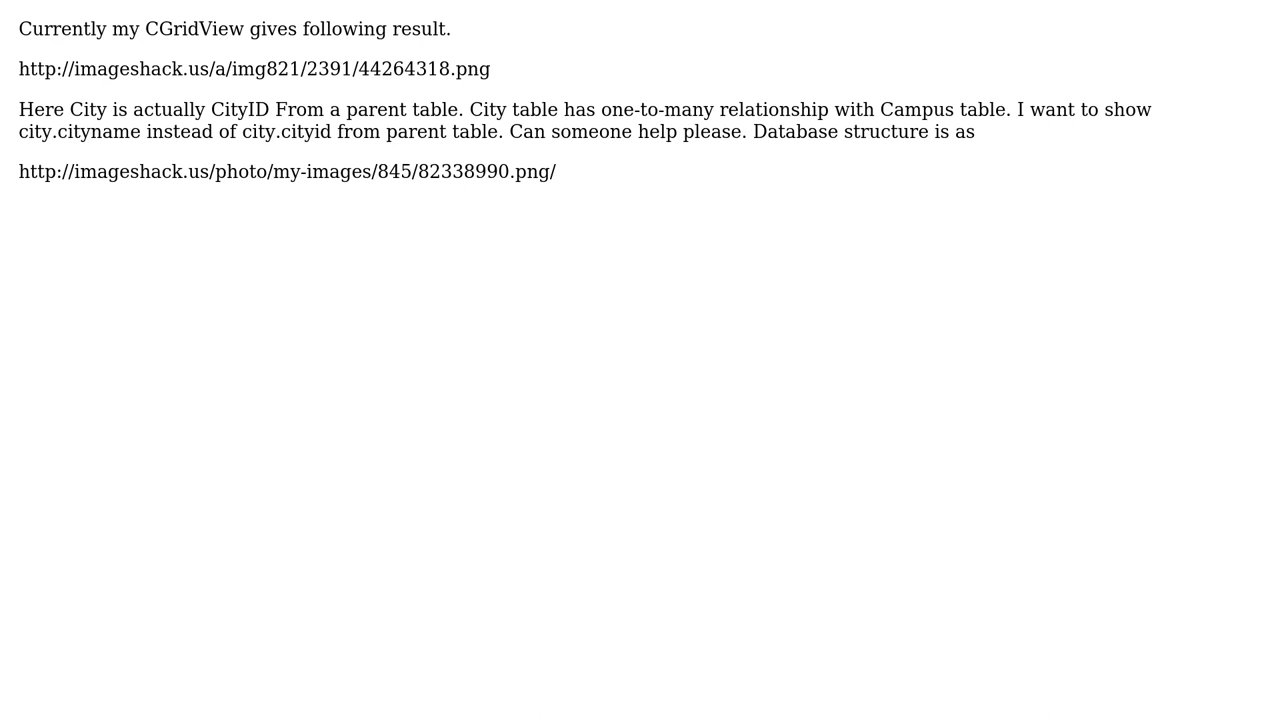 Currently my CGridView gives following result.
http://imageshack.us/a/img821/2391/44264318.png
Here City is actually CityID From a parent table. City table has one-to-many relationship with Campus table. I want to show
city.cityname instead of city.cityid from parent table. Can someone help please. Database structure is as
http://imageshack.us/photo/my-images/845/82338990.png/